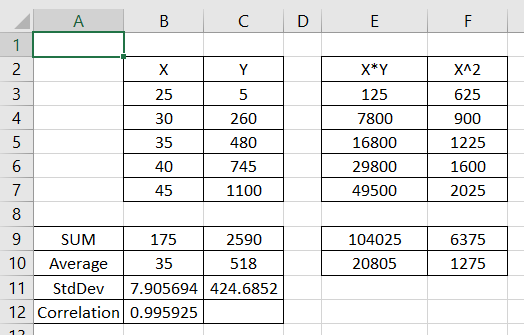 A B C D E F
1
2 X Y X*Y X^2
3 25 5 125 625
4 30 260 7800 900
5 35 480 16800 1225
6 40 745 29800 1600
7 45 1100 49500 2025
8
9 SUM 175 2590 104025 6375
10 Average 35 518 20805 1275
11 StdDev 7.905694 424.6852
12 Correlation 0.995925